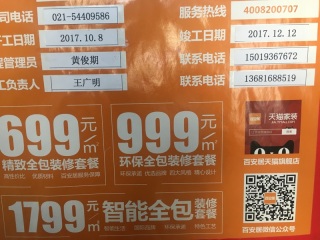 电话 021-54409586 服务热线 4008200707
工日期 2017.10.8 竣工日期 2017.12.12
程管理员 黄俊期 联系电话 15019367672
工负责人 王广明 联系电话 13681688519
699元/㎡ 999元/㎡
精致全包装修套餐 环保全包装修套餐
1799元/㎡ 智能全包装修套餐
天猫家装
百安居天猫旗舰店
百安居微信公众号